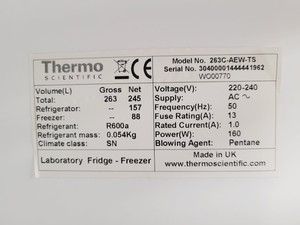 Thermo
SCIENTIFIC
Model No. 263C-AEW-TS
Serial No. 3040000144444 1962
WO00770
Volume(L) Gross Net
Total: 263 245
Refrigerator: -- 157
Freezer: -- 88
Refrigerant: R600a
Refrigerant mass: 0.054Kg
Climate class: SN
Voltage(V): 220-240
Supply: AC ~
Frequency(Hz): 50
Fuse Rating(A): 13
Rated Current(A): 1.0
Power(W): 160
Blowing Agent: Pentane
Laboratory Fridge - Freezer
Made in UK
www.thermoscientific.com